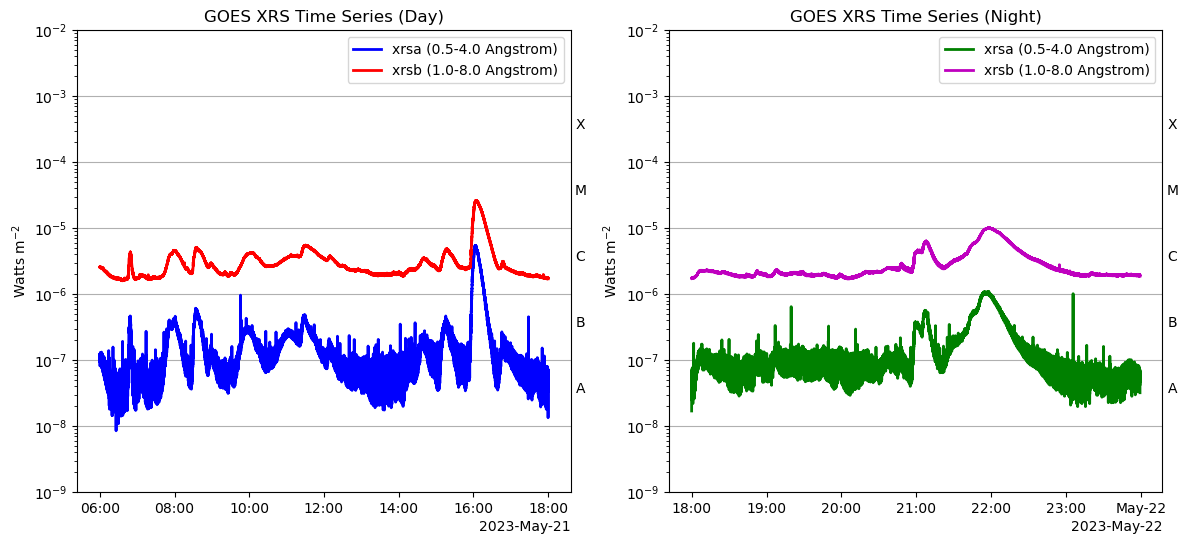 GOES XRS Time Series (Day)
xrsa (0.5-4.0 Angstrom)
xrsb (1.0-8.0 Angstrom)
Watts m⁻²
10⁻²
10⁻³
10⁻⁴
10⁻⁵
10⁻⁶
10⁻⁷
10⁻⁸
10⁻⁹
X
M
C
B
A
06:00 08:00 10:00 12:00 14:00 16:00 18:00
2023-May-21
GOES XRS Time Series (Night)
xrsa (0.5-4.0 Angstrom)
xrsb (1.0-8.0 Angstrom)
Watts m⁻²
10⁻²
10⁻³
10⁻⁴
10⁻⁵
10⁻⁶
10⁻⁷
10⁻⁸
10⁻⁹
X
M
C
B
A
18:00 19:00 20:00 21:00 22:00 23:00 May-22
2023-May-22